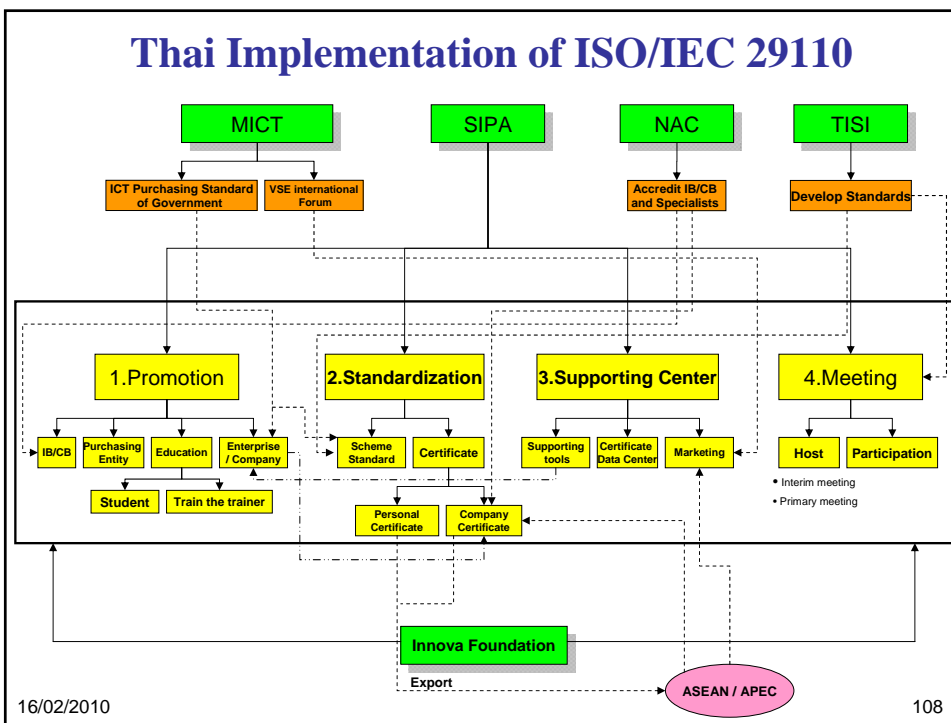 Thai Implementation of ISO/IEC 29110
MICT
SIPA
NAC
TISI
ICT Purchasing Standard
of Government
VSE international
Forum
Accredit IB/CB
and Specialists
Develop Standards
1.Promotion
2.Standardization
3.Supporting Center
4.Meeting
IB/CB
Purchasing
Entity
Education
Enterprise
/ Company
Scheme
Standard
Certificate
Supporting
tools
Certificate
Data Center
Marketing
Host
Participation
Student
Train the trainer
Personal
Certificate
Company
Certificate
• Interim meeting
• Primary meeting
Innova Foundation
Export
ASEAN / APEC
16/02/2010
108